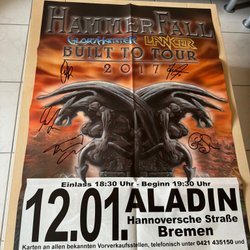 HAMMERFALL
GLORYHAMMER LANCER
BUILT TO TOUR
2017
Einlass 18:30 Uhr - Beginn 19:30 Uhr
12.01. ALADIN
Hannoversche Straße
Bremen
Karten an allen bekannten Vorverkaufsstellen, telefonisch unter 0421 435150 und